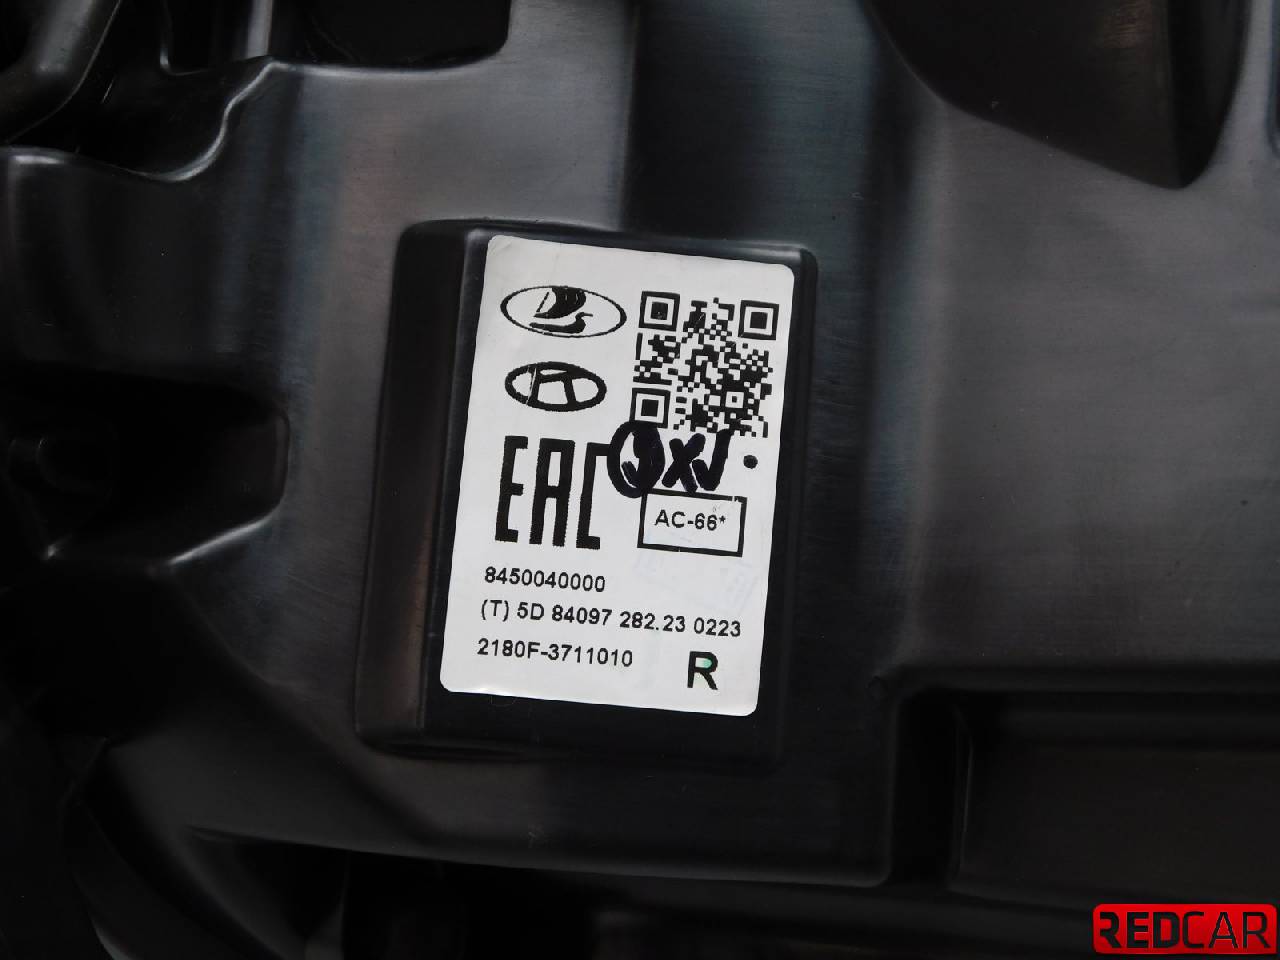 EAC
AC-66*
8450040000
(T) 5D 84097 282.23 0223
2180F-3711010
R
REDCAR